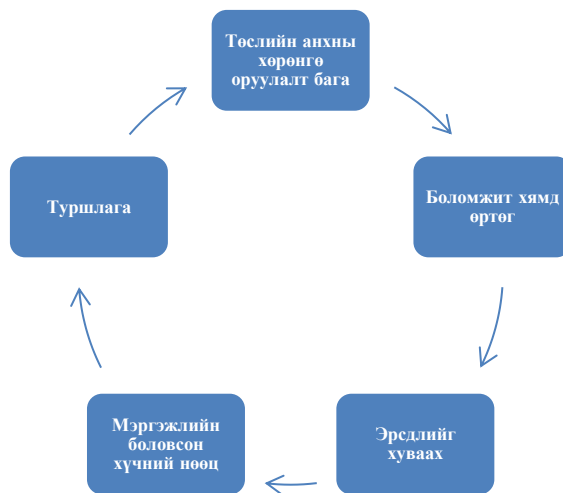 Төслийн анхны
хөрөнгө
оруулалт бага
Боломжит хямд
өртөг
Эрсдлийг
хуваах
Мэргэжлийн
боловсон
хүчний нөөц
Туршлага